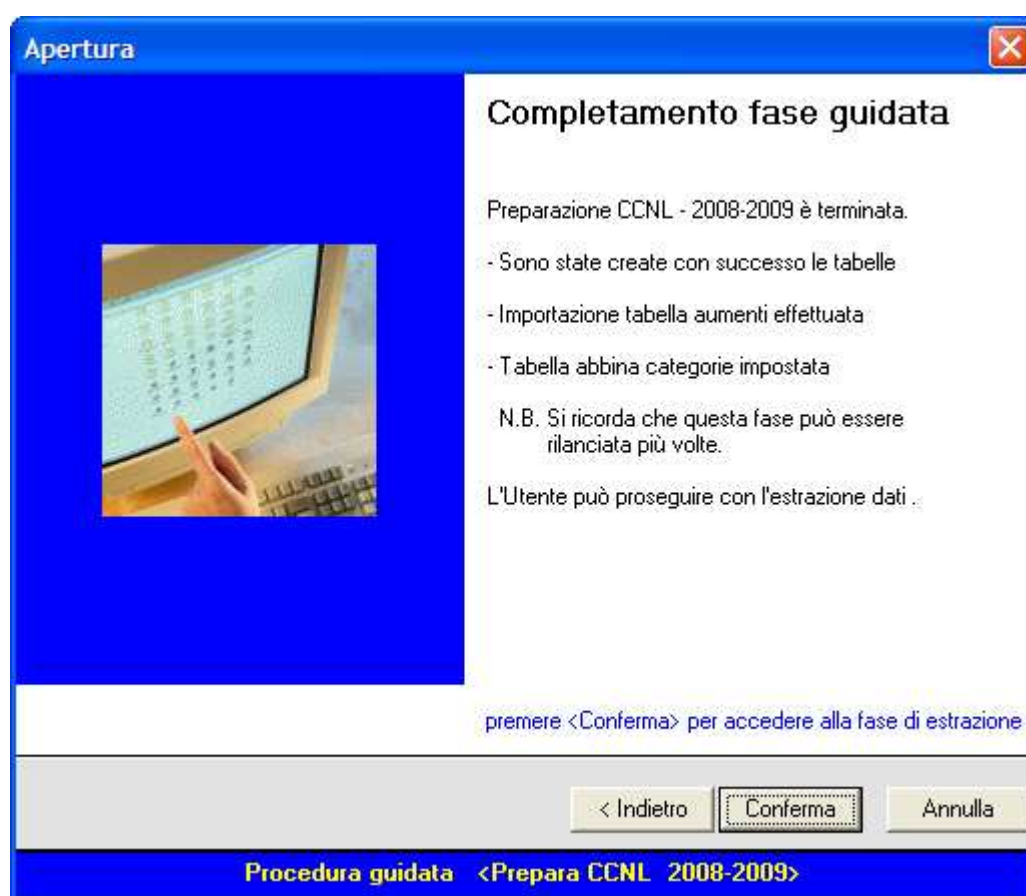 Apertura
Completamento fase guidata
Preparazione CCNL - 2008-2009 è terminata.
- Sono state create con successo le tabelle
- Importazione tabella aumenti effettuata
- Tabella abbina categorie impostata
N.B. Si ricorda che questa fase può essere
rilanciata più volte.
L'Utente può proseguire con l'estrazione dati .
premere <Conferma> per accedere alla fase di estrazione
< Indietro Conferma Annulla
Procedura guidata <Prepara CCNL 2008-2009>